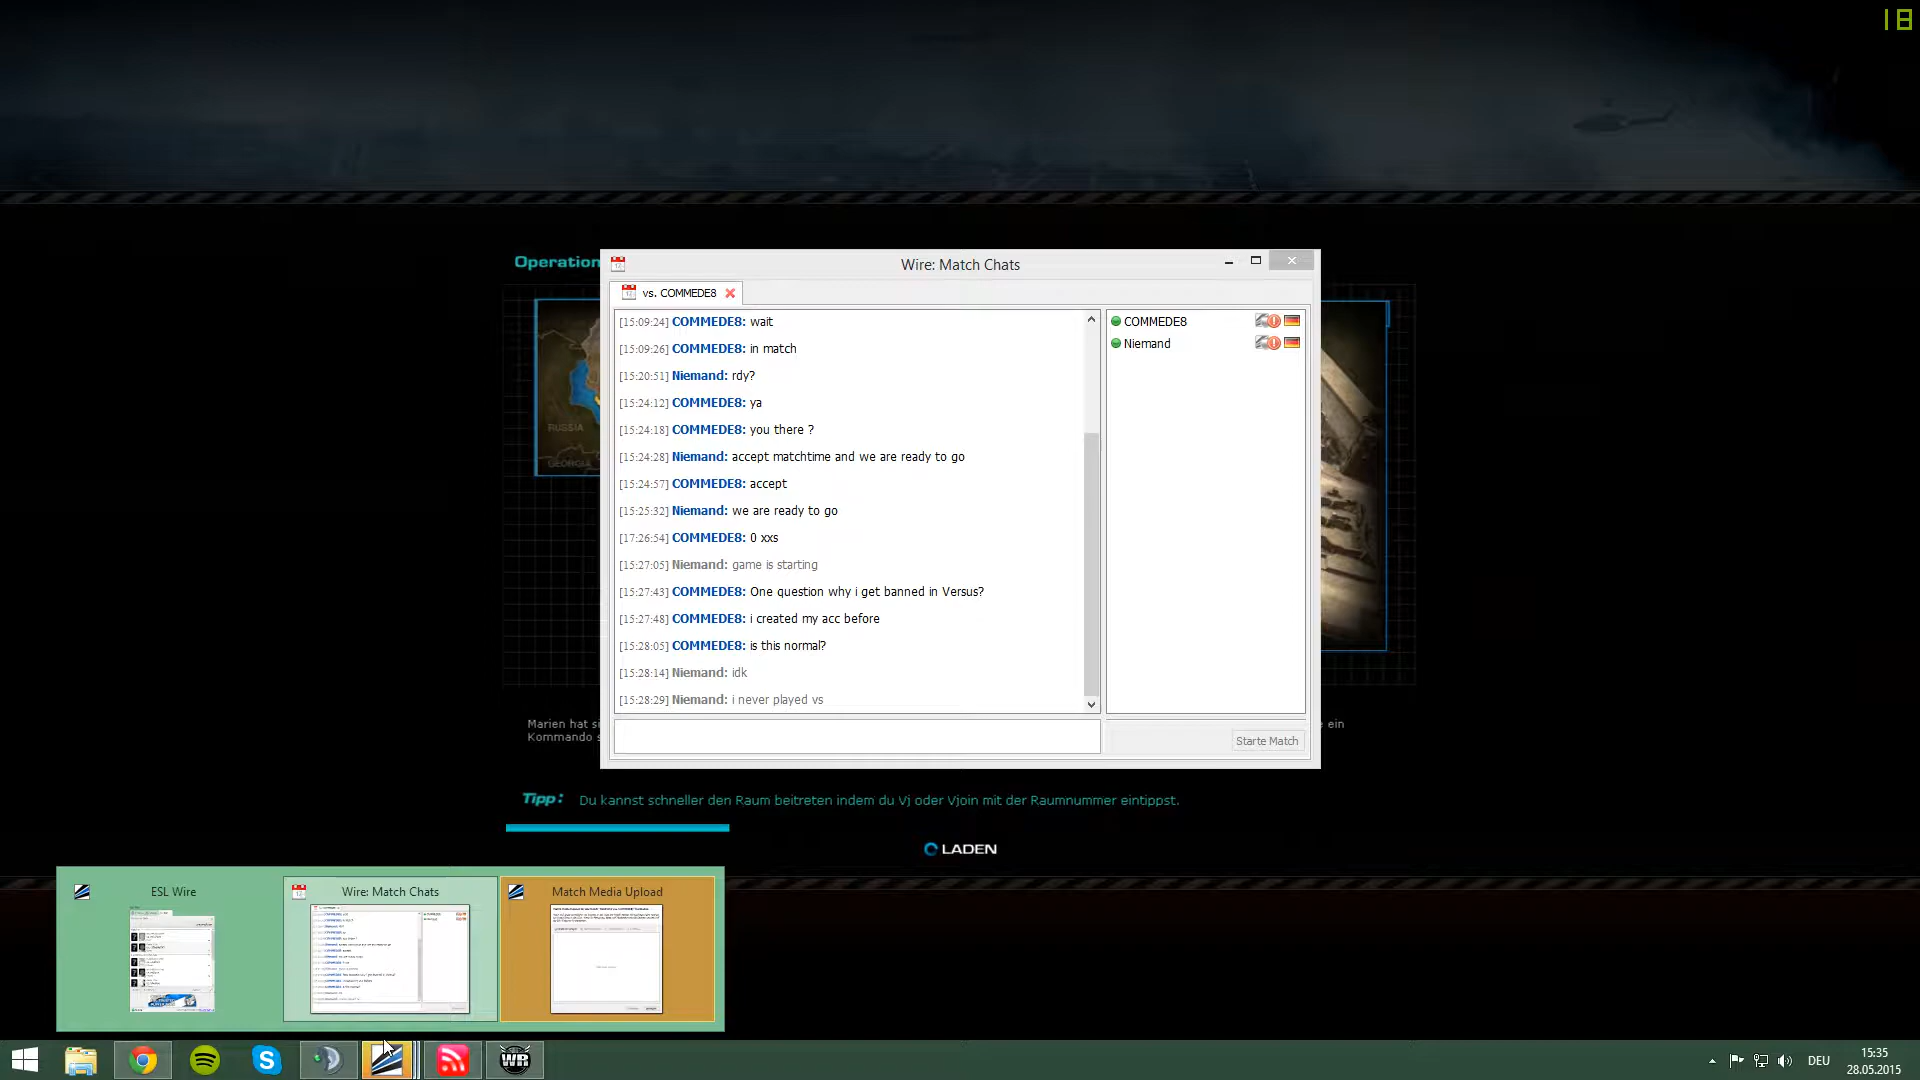 18
Operation
Wire: Match Chats
vs. COMMEDE8
[15:09:24] COMMEDE8: wait
[15:09:26] COMMEDE8: in match
[15:20:51] Niemand: rdy?
[15:24:12] COMMEDE8: ya
[15:24:18] COMMEDE8: you there ?
[15:24:28] Niemand: accept matchtime and we are ready to go
[15:24:57] COMMEDE8: accept
[15:25:32] Niemand: we are ready to go
[17:26:54] COMMEDE8: 0 xxs
[15:27:05] Niemand: game is starting
[15:27:43] COMMEDE8: One question why i get banned in Versus?
[15:27:48] COMMEDE8: i created my acc before
[15:28:05] COMMEDE8: is this normal?
[15:28:14] Niemand: idk
[15:28:29] Niemand: i never played vs
COMMEDE8
Niemand
Starte Match
RUSSIA
GEORGIA
Marien hat
Kommando
ein
Tipp: Du kannst schneller den Raum beitreten indem du Vj oder Vjoin mit der Raumnummer eintippst.
LADEN
ESL Wire
Wire: Match Chats
Match Media Upload
WR
DEU
15:35
28.05.2015